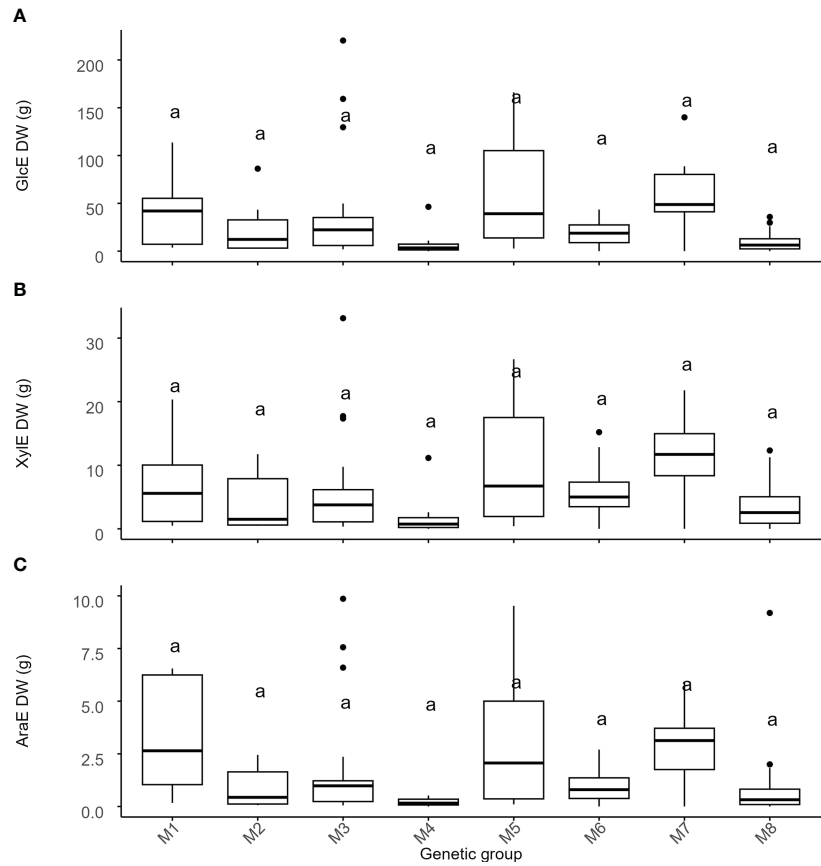 A
GlcE DW (g)
200
150
100
50
0
a a a a a a a a
B
XylE DW (g)
30
20
10
0
a a a a a a a a
C
AraE DW (g)
10.0
7.5
5.0
2.5
0.0
a a a a a a a a
M1 M2 M3 M4 M5 M6 M7 M8
Genetic group